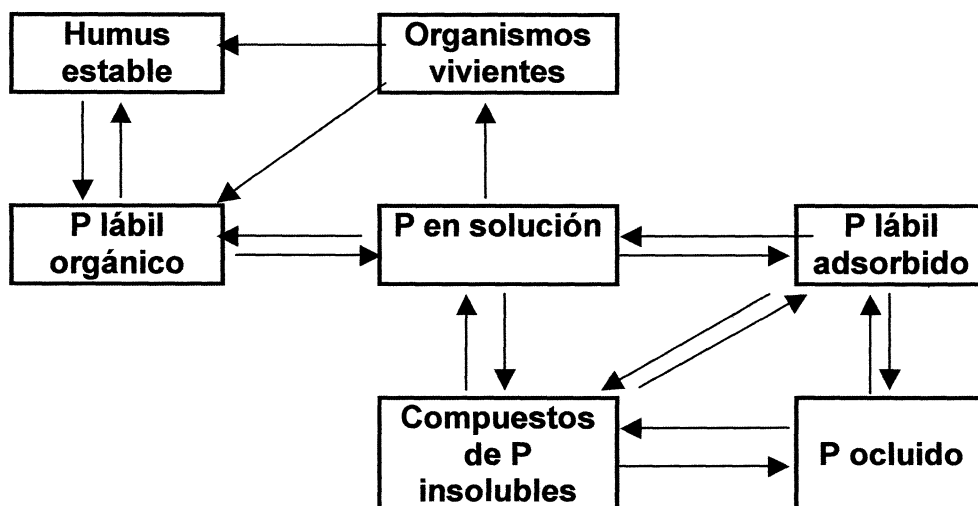 Humus
estable
Organismos
vivientes
P lábil
orgánico
P en solución
P lábil
adsorbido
Compuestos
de P
insolubles
P ocluido